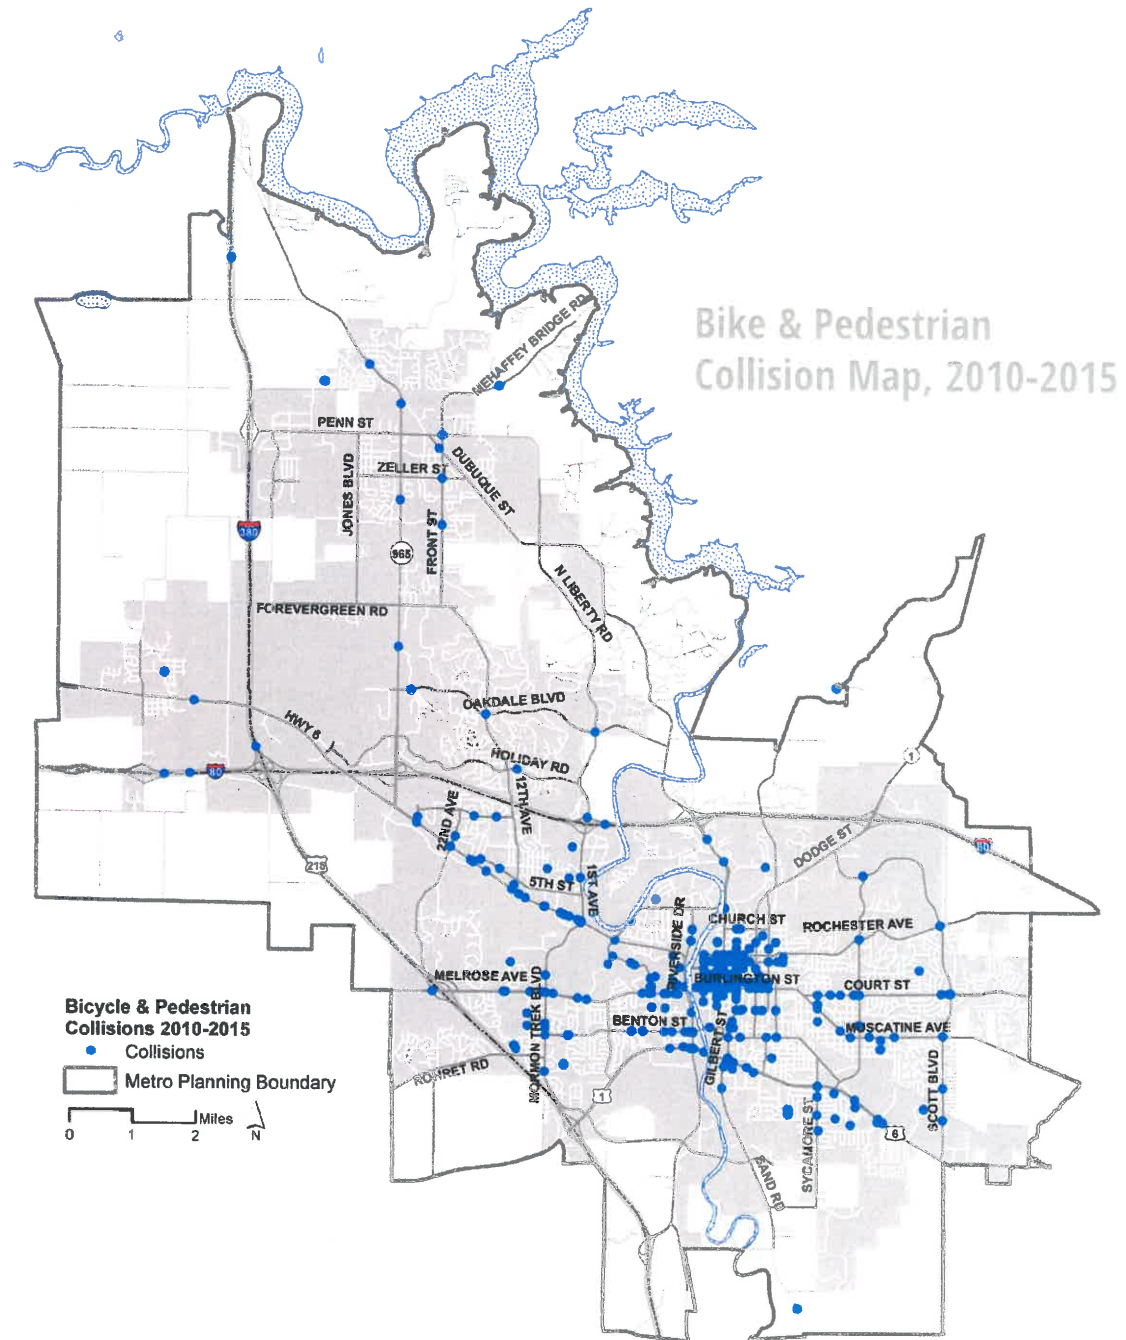 Bike & Pedestrian
Collision Map, 2010-2015
MEHAFFEY BRIDGE RD
PENN ST
ZELLER ST
DUBUQUE ST
JONES BLVD
380
965
FRONT ST
N LIBERTY RD
FOREVERGREEN RD
OAKDALE BLVD
HWY 6
HOLIDAY RD
1
80
12TH AVE
22ND AVE
80
DODGE ST
218
5TH ST
1ST AVE
RIVERSIDE DR
CHURCH ST
ROCHESTER AVE
MELROSE AVE
BURLINGTON ST
COURT ST
MORMON TREK BLVD
BENTON ST
GILBERT ST
MUSCATINE AVE
ROHRET RD
1
SCOTT BLVD
SYCAMORE ST
6
SAND RD
Bicycle & Pedestrian
Collisions 2010-2015
Collisions
Metro Planning Boundary
Miles
0 1 2 N